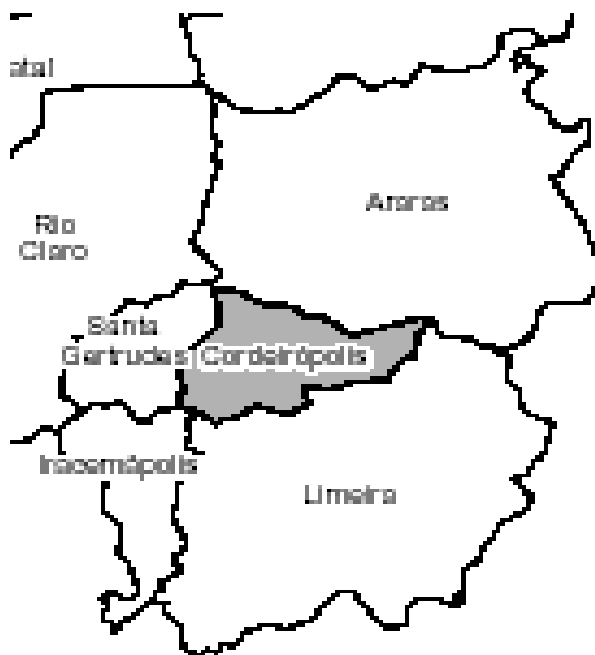 atal
Araras
Rio
Claro
Santa
Gertrudes
Cordeirópolis
Iracemápolis
Limeira